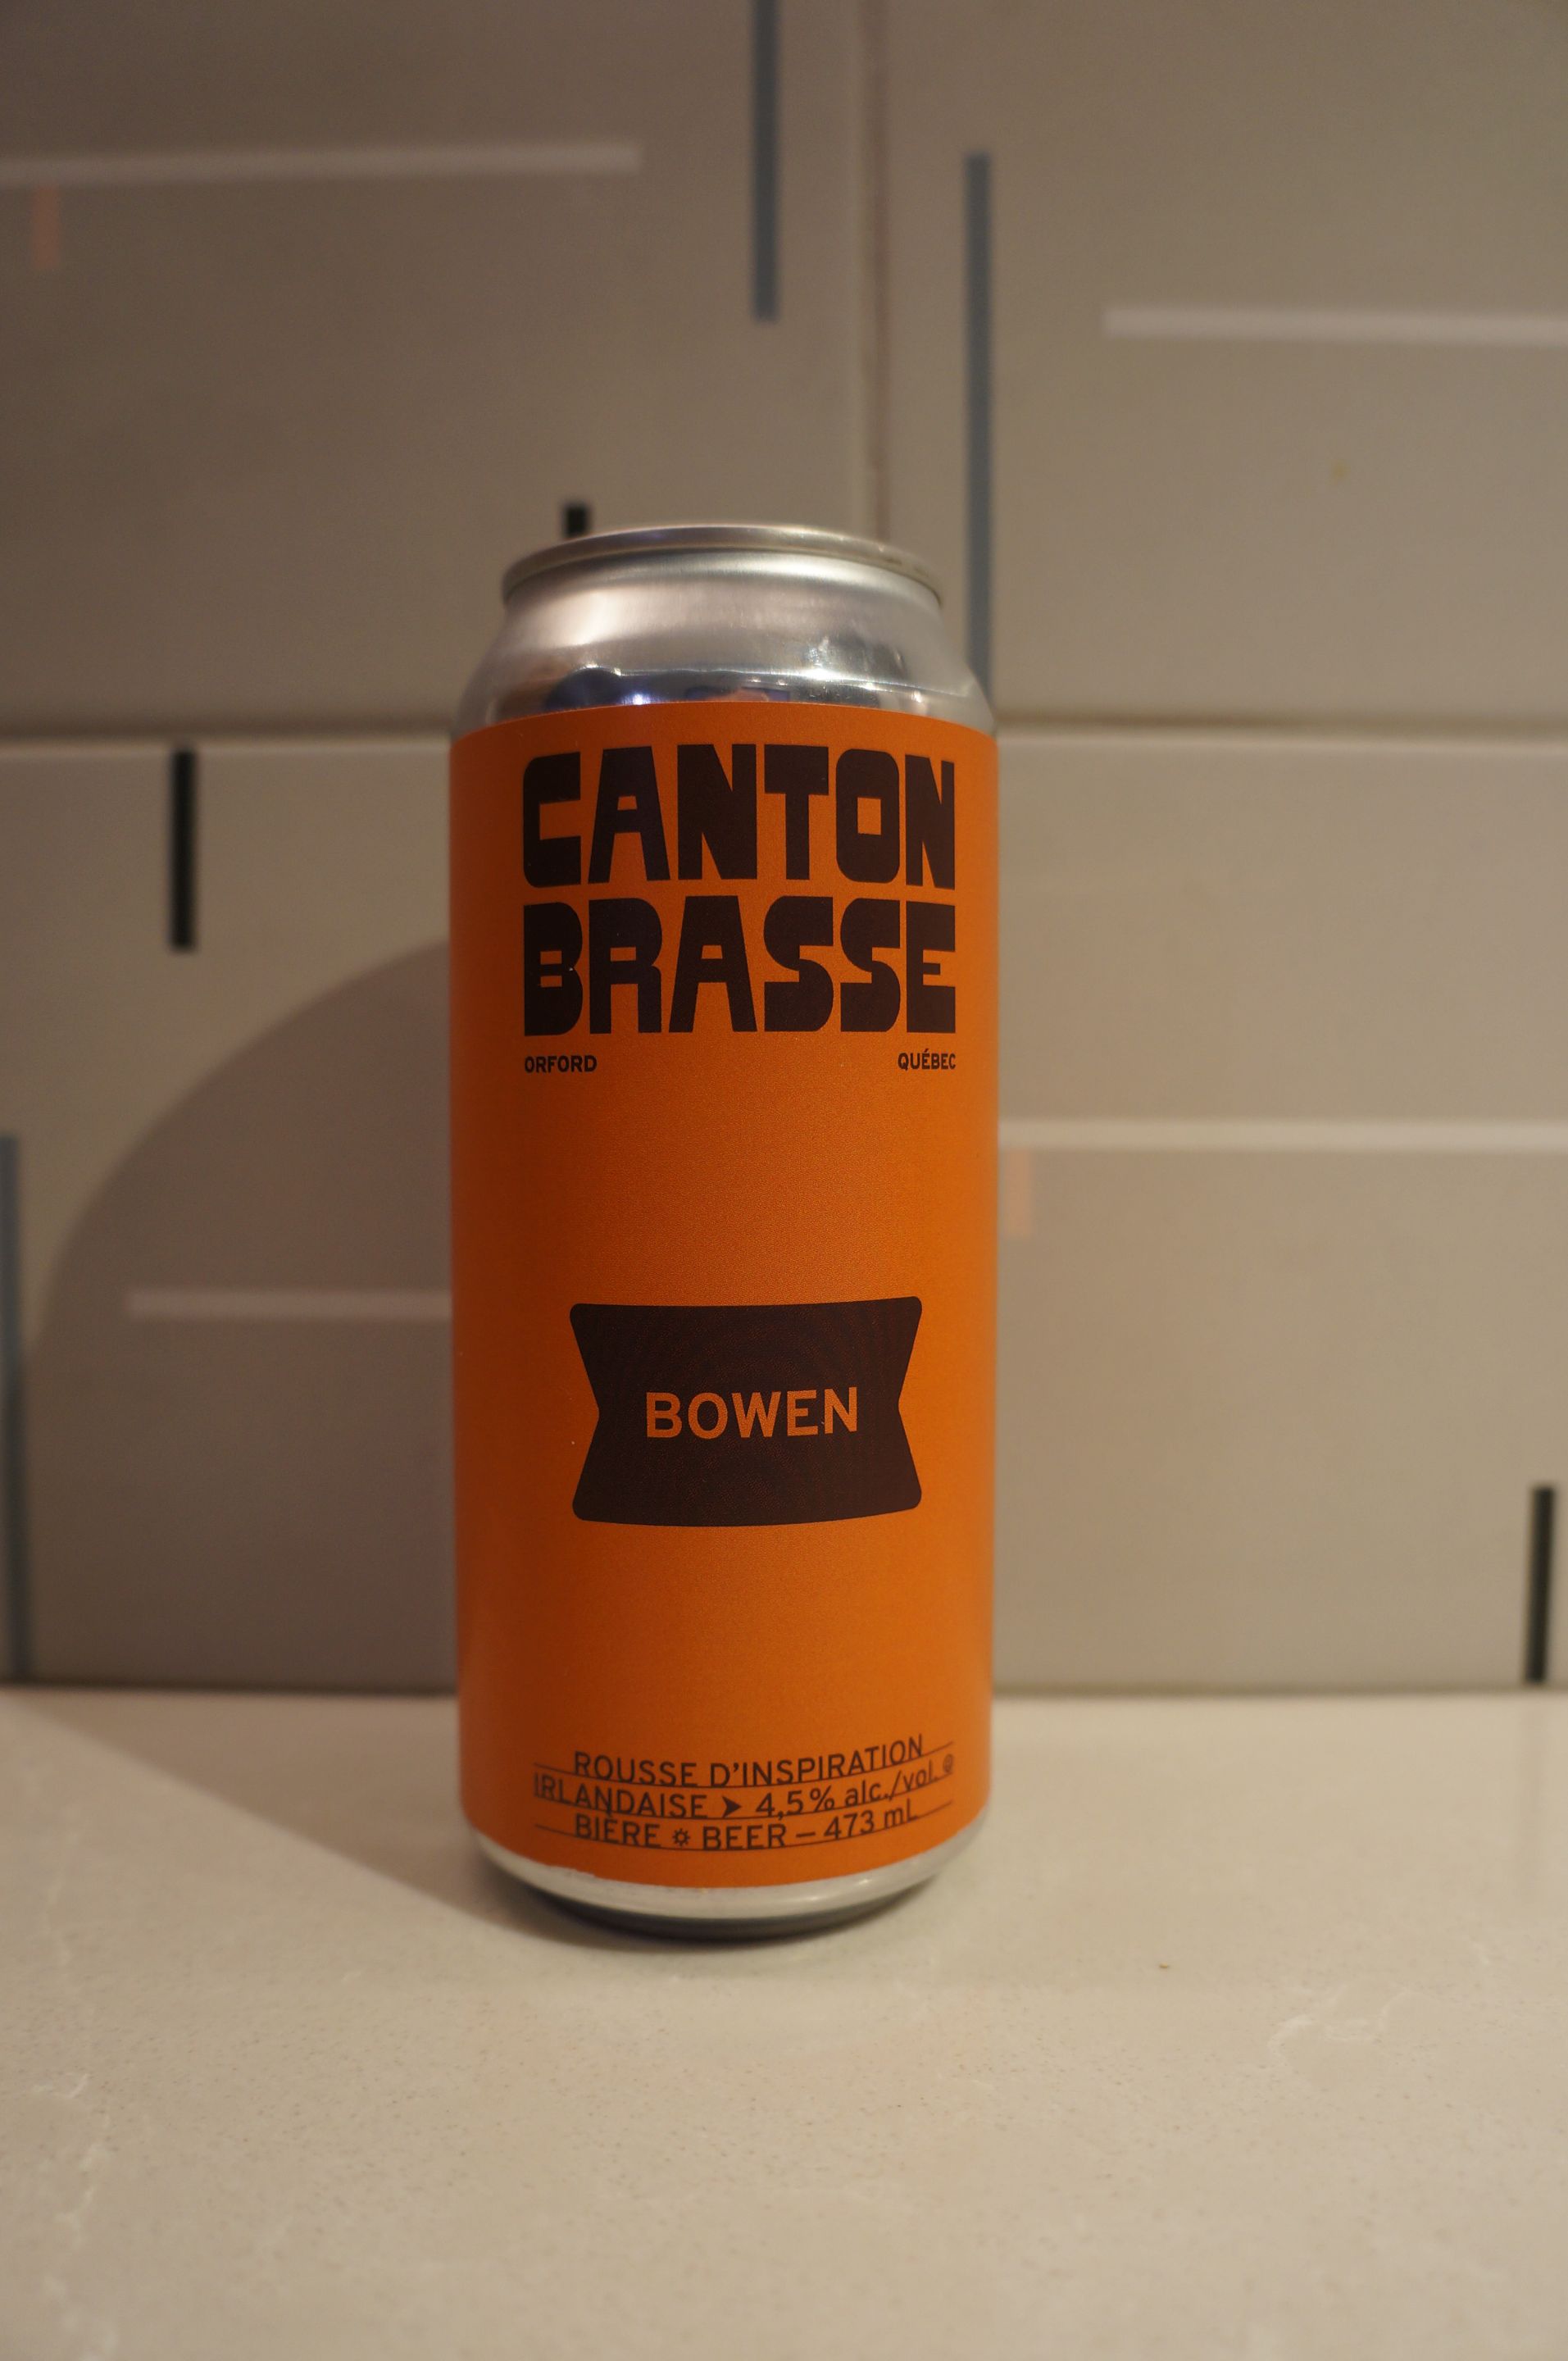 CANTON
BRASSE
ORFORD QUÉBEC
BOWEN
ROUSSE D'INSPIRATION
IRLANDAISE ➤ 4,5% alc./vol.
BIÈRE ☼ BEER – 473 mL